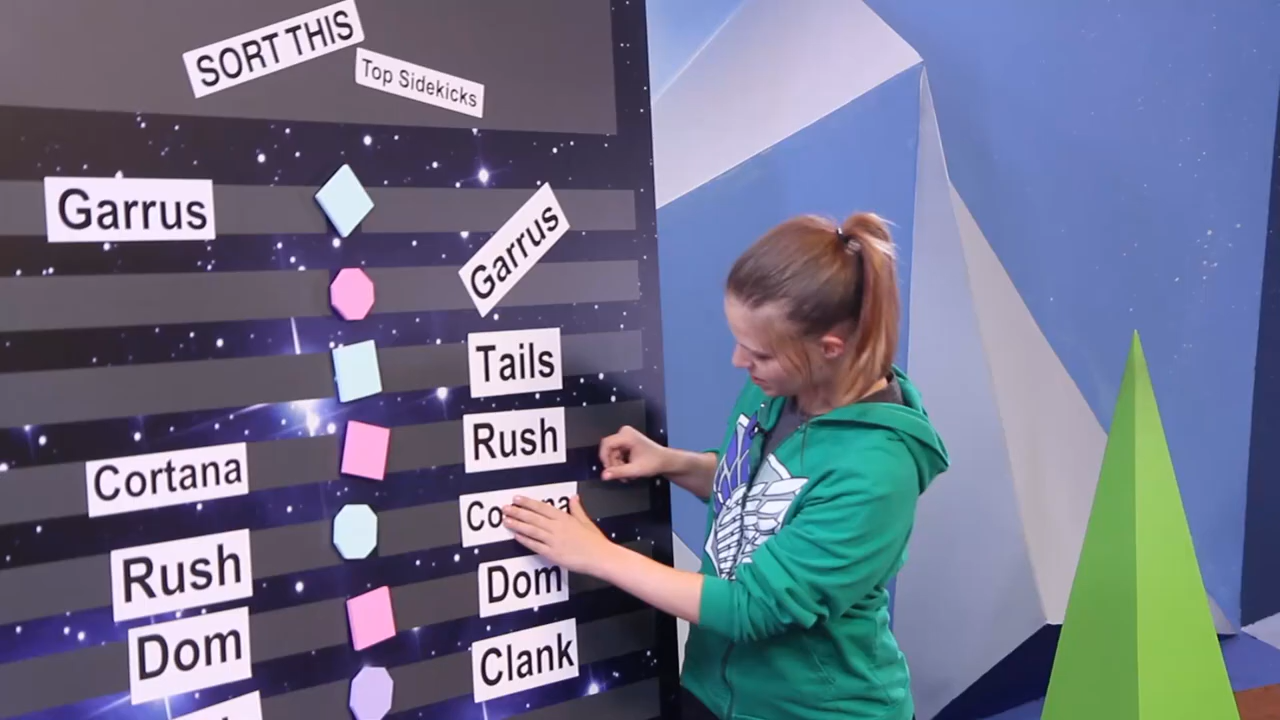 SORT THIS
Top Sidekicks
Garrus
Garrus
Tails
Rush
Cortana
Rush
Dom
Dom
Clank